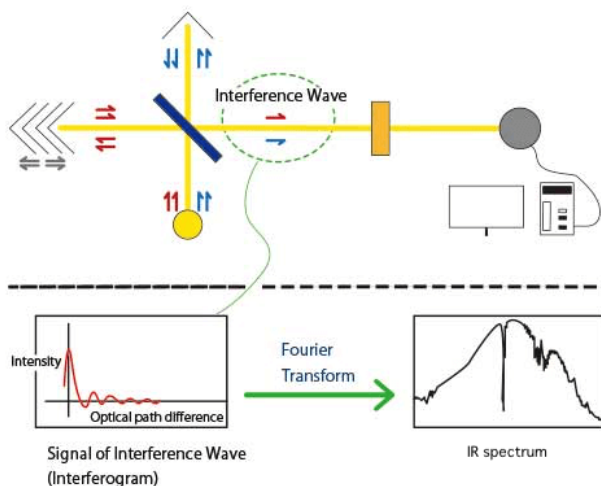 Interference Wave
Intensity
Optical path difference
Fourier
Transform
Signal of Interference Wave
(Interferogram)
IR spectrum